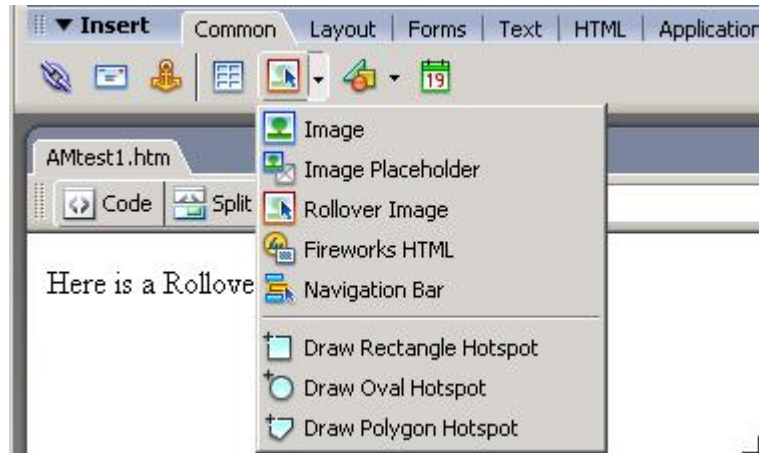 Insert Common Layout Forms Text HTML Application
19
Image
AMtest1.htm
Image Placeholder
Code Split Rollover Image
Fireworks HTML
Here is a Rollove Navigation Bar
Draw Rectangle Hotspot
Draw Oval Hotspot
Draw Polygon Hotspot